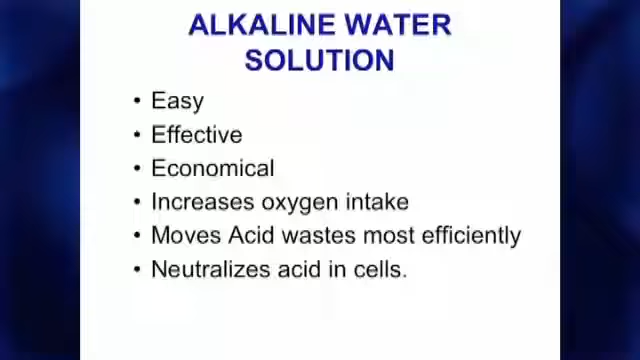 ALKALINE WATER
SOLUTION
• Easy
• Effective
• Economical
• Increases oxygen intake
• Moves Acid wastes most efficiently
• Neutralizes acid in cells.